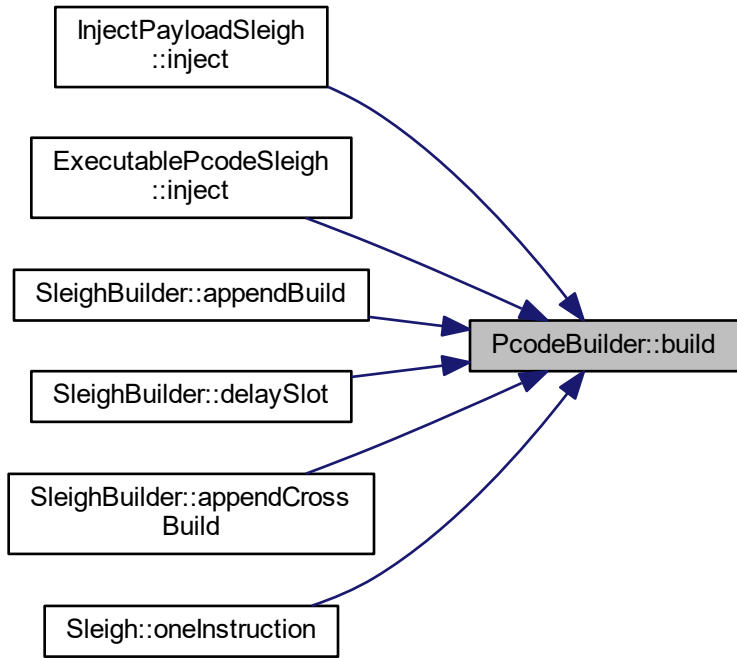 InjectPayloadSleigh
::inject
ExecutablePcodeSleigh
::inject
SleighBuilder::appendBuild
PcodeBuilder::build
SleighBuilder::delaySlot
SleighBuilder::appendCross
Build
Sleigh::oneInstruction